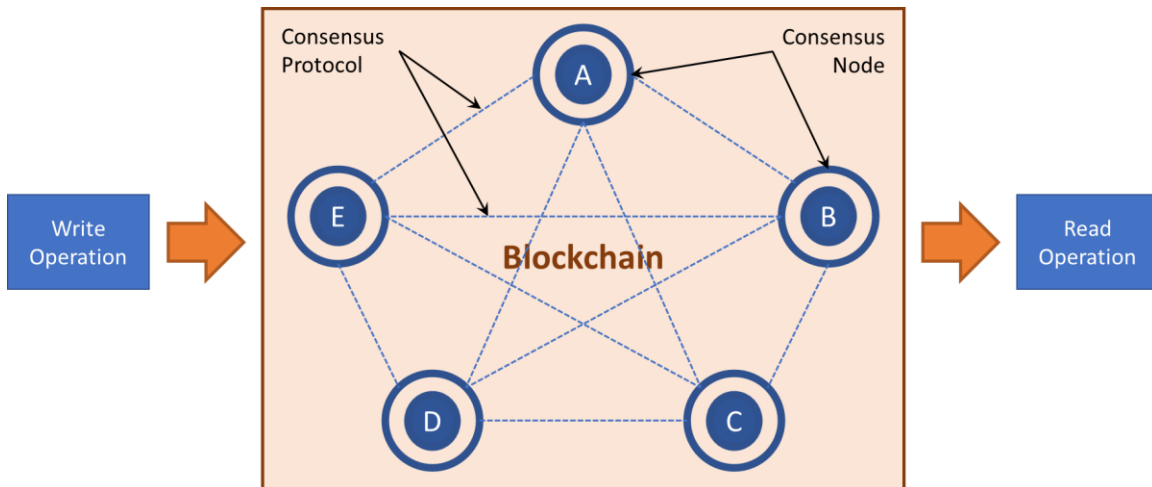 Consensus
Protocol
Consensus
Node
A
B
E
Write
Operation
Blockchain
Read
Operation
D
C